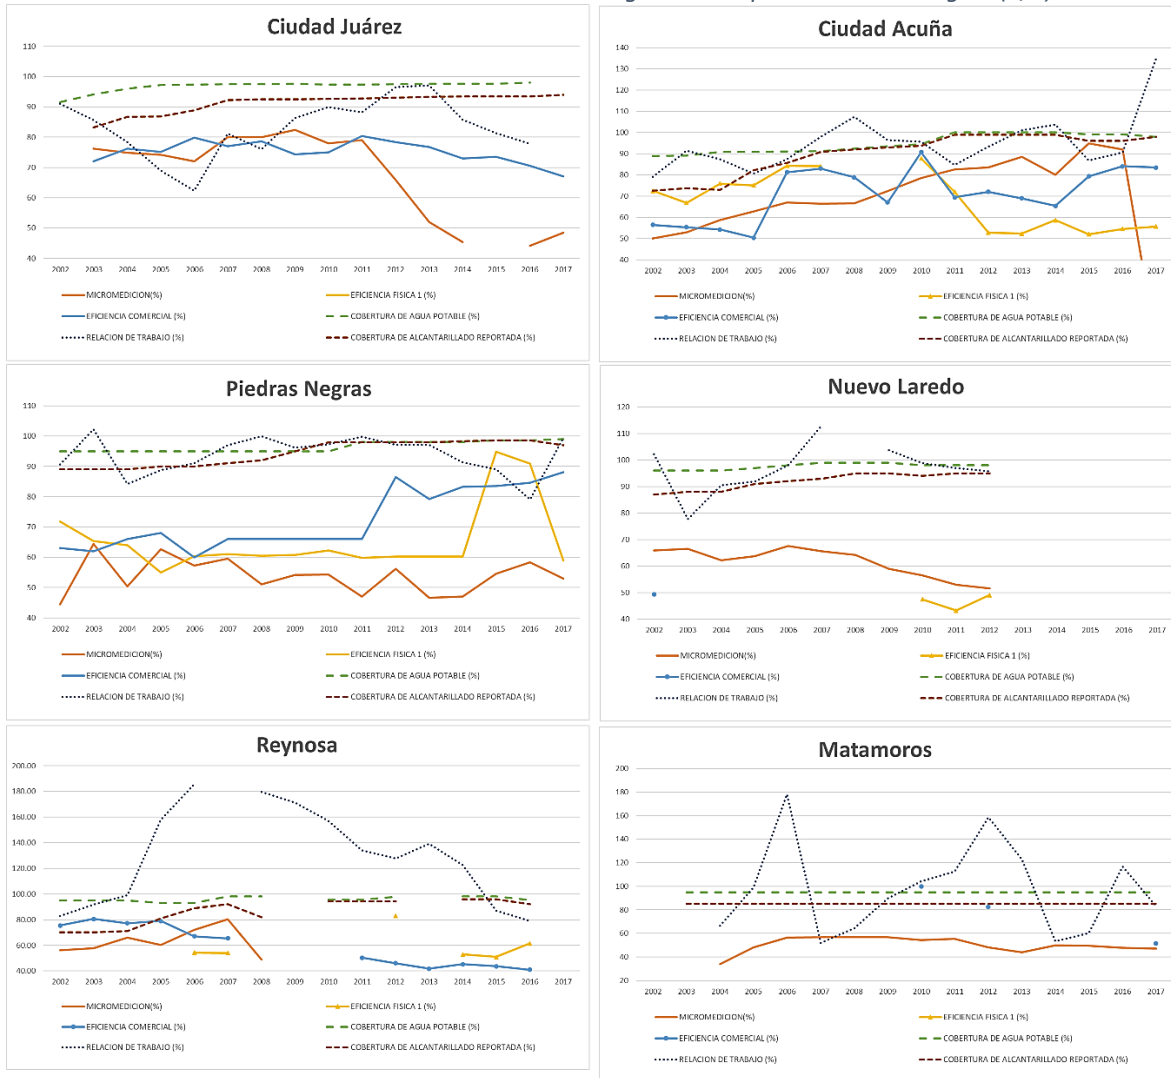 Ciudad Juárez
110
100
90
80
70
60
50
40
2002 2003 2004 2005 2006 2007 2008 2009 2010 2011 2012 2013 2014 2015 2016 2017
MICROMEDICION(%) EFICIENCIA FISICA 1 (%)
EFICIENCIA COMERCIAL (%) COBERTURA DE AGUA POTABLE (%)
RELACION DE TRABAJO (%) COBERTURA DE ALCANTARILLADO REPORTADA (%)
Ciudad Acuña
140
130
120
110
100
90
80
70
60
50
40
2002 2003 2004 2005 2006 2007 2008 2009 2010 2011 2012 2013 2014 2015 2016 2017
MICROMEDICION(%) EFICIENCIA FISICA 1 (%)
EFICIENCIA COMERCIAL (%) COBERTURA DE AGUA POTABLE (%)
RELACION DE TRABAJO (%) COBERTURA DE ALCANTARILLADO REPORTADA (%)
Piedras Negras
110
100
90
80
70
60
50
40
2002 2003 2004 2005 2006 2007 2008 2009 2010 2011 2012 2013 2014 2015 2016 2017
MICROMEDICION(%) EFICIENCIA FISICA 1 (%)
EFICIENCIA COMERCIAL (%) COBERTURA DE AGUA POTABLE (%)
RELACION DE TRABAJO (%) COBERTURA DE ALCANTARILLADO REPORTADA (%)
Nuevo Laredo
120
110
100
90
80
70
60
50
40
2002 2003 2004 2005 2006 2007 2008 2009 2010 2011 2012 2013 2014 2015 2016 2017
MICROMEDICION(%) EFICIENCIA FISICA 1 (%)
EFICIENCIA COMERCIAL (%) COBERTURA DE AGUA POTABLE (%)
RELACION DE TRABAJO (%) COBERTURA DE ALCANTARILLADO REPORTADA (%)
Reynosa
200.00
180.00
160.00
140.00
120.00
100.00
80.00
60.00
40.00
2002 2003 2004 2005 2006 2007 2008 2009 2010 2011 2012 2013 2014 2015 2016 2017
MICROMEDICION(%) EFICIENCIA FISICA 1 (%)
EFICIENCIA COMERCIAL (%) COBERTURA DE AGUA POTABLE (%)
RELACION DE TRABAJO (%) COBERTURA DE ALCANTARILLADO REPORTADA (%)
Matamoros
200
180
160
140
120
100
80
60
40
20
2002 2003 2004 2005 2006 2007 2008 2009 2010 2011 2012 2013 2014 2015 2016 2017
MICROMEDICION(%) EFICIENCIA FISICA 1 (%)
EFICIENCIA COMERCIAL (%) COBERTURA DE AGUA POTABLE (%)
RELACION DE TRABAJO (%) COBERTURA DE ALCANTARILLADO REPORTADA (%)